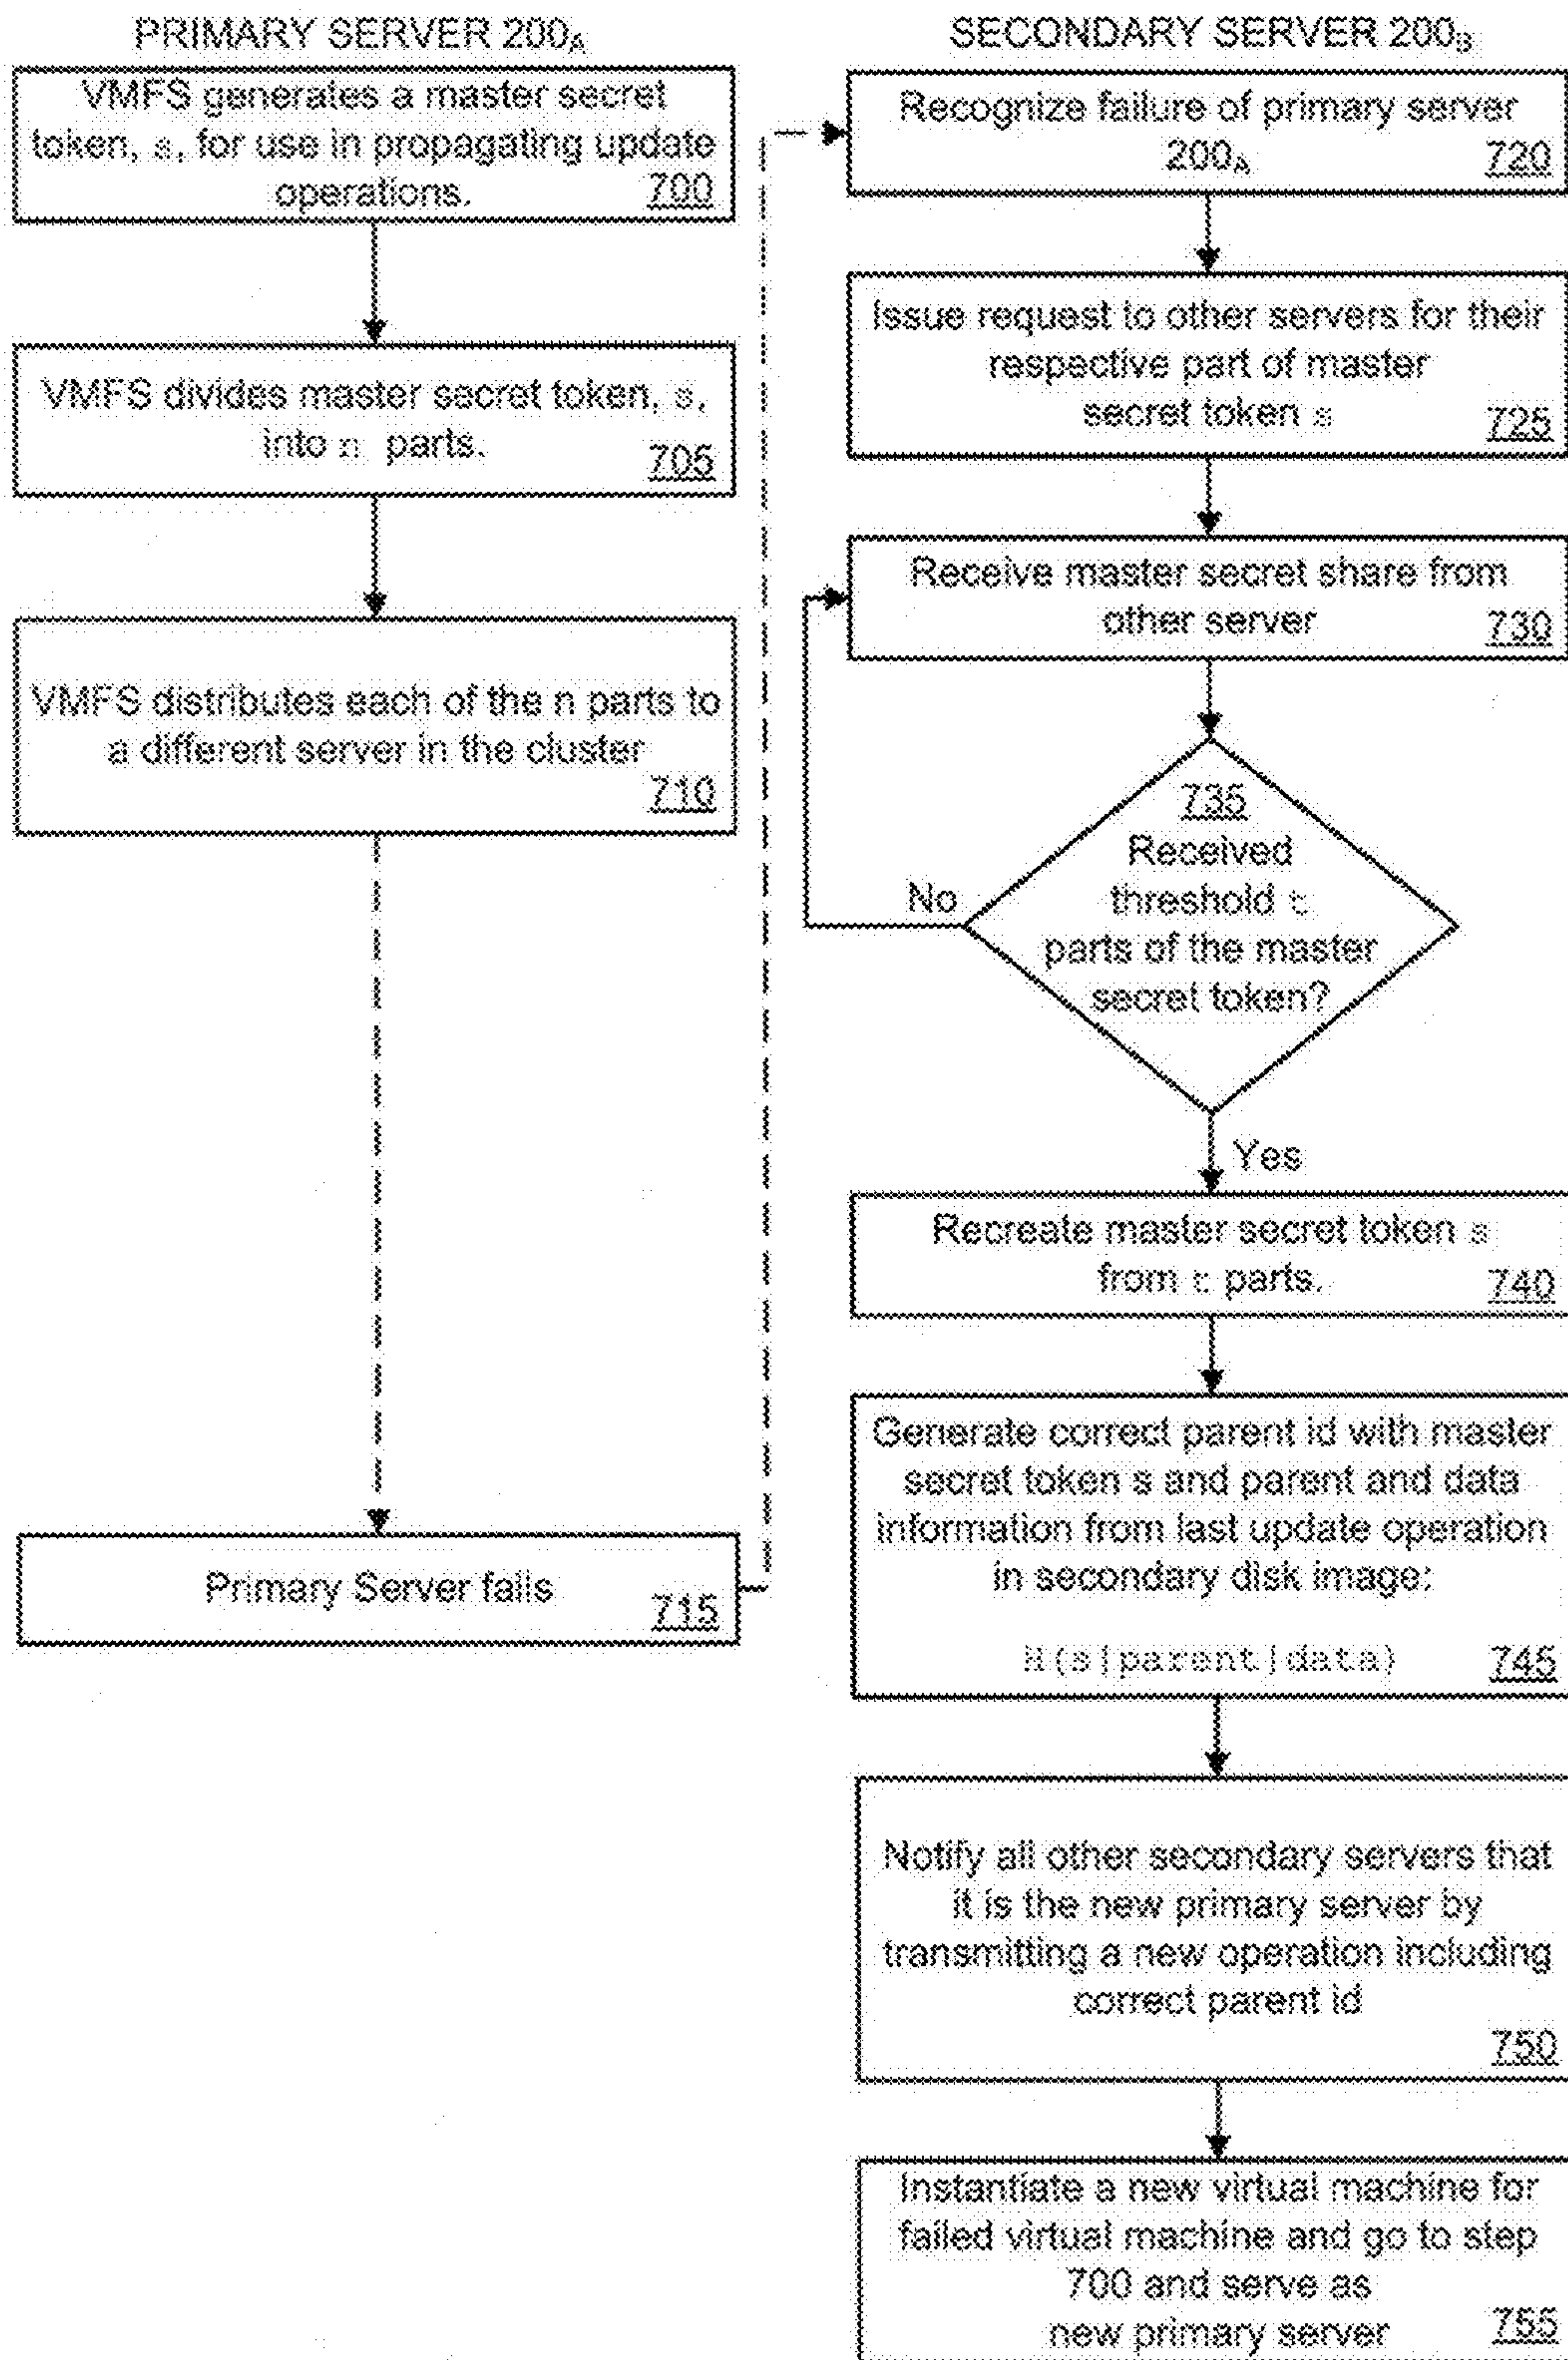 PRIMARY SERVER 200A
VMFS generates a master secret
token, s, for use in propagating update
operations.
700
VMFS divides master secret token, s,
into n parts.
705
VMFS distributes each of the n parts to
a different server in the cluster
710
Primary Server fails
715
SECONDARY SERVER 200B
Recognize failure of primary server
200A
720
Issue request to other servers for their
respective part of master
secret token s
725
Receive master secret share from
other server
730
735
Received
threshold t
parts of the master
secret token?
No
Yes
Recreate master secret token s
from t parts.
740
Generate correct parent id with master
secret token s and parent and data
information from last update operation
in secondary disk image:
H(s|parent|data)
745
Notify all other secondary servers that
it is the new primary server by
transmitting a new operation including
correct parent id
750
Instantiate a new virtual machine for
failed virtual machine and go to step
700 and serve as
new primary server
755